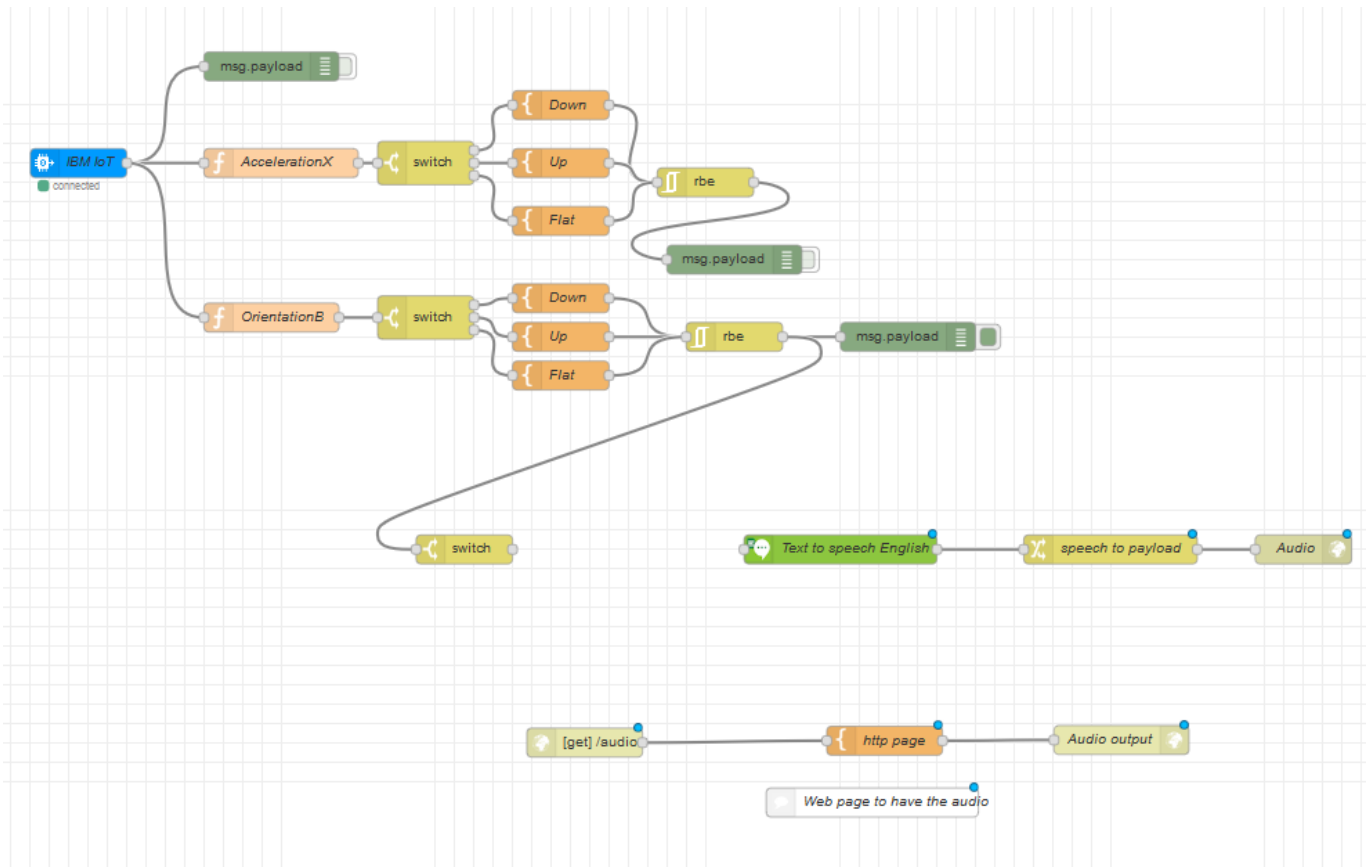 msg.payload
Down
IBM IoT
connected
AccelerationX
switch
Up
rbe
Flat
msg.payload
Down
OrientationB
switch
Up
rbe
msg.payload
Flat
switch
Text to speech English
speech to payload
Audio
[get] /audio
http page
Audio output
Web page to have the audio